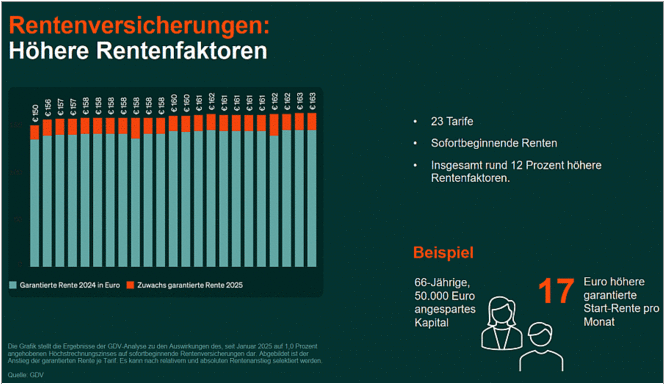 Rentenversicherungen:
Höhere Rentenfaktoren
€ 150
€ 156
€ 157
€ 157
€ 158
€ 158
€ 158
€ 158
€ 158
€ 158
€ 158
€ 160
€ 160
€ 161
€ 162
€ 161
€ 161
€ 161
€ 161
€ 162
€ 162
€ 163
€ 163
Garantierte Rente 2024 in Euro
Zuwachs garantierte Rente 2025
• 23 Tarife
• Sofortbeginnende Renten
• Insgesamt rund 12 Prozent höhere
Rentenfaktoren.
Beispiel
66-Jährige,
50.000 Euro
angespartes
Kapital
17
Euro höhere
garantierte
Start-Rente pro
Monat
Die Grafik stellt die Ergebnisse der GDV-Analyse zu den Auswirkungen des, seit Januar 2025 auf 1,0 Prozent
angehobenen Höchstrechnungszinses auf sofortbeginnende Rentenversicherungen dar. Abgebildet ist der
Anstieg der garantierten Rente je Tarif. Es kann nach relativem und absoluten Rentenanstieg selektiert werden.
Quelle: GDV